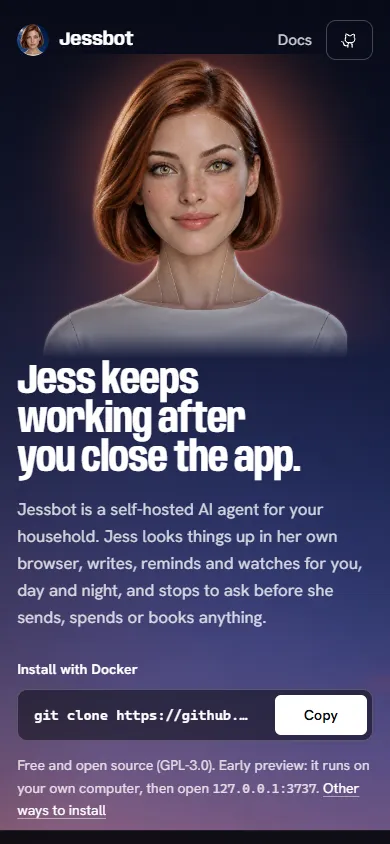 Jessbot
Docs
Jess keeps
working after
you close the app.
Jessbot is a self-hosted AI agent for your
household. Jess looks things up in her own
browser, writes, reminds and watches for you,
day and night, and stops to ask before she
sends, spends or books anything.
Install with Docker
git clone https://github.…
Copy
Free and open source (GPL-3.0). Early preview: it runs on
your own computer, then open 127.0.0.1:3737. Other
ways to install